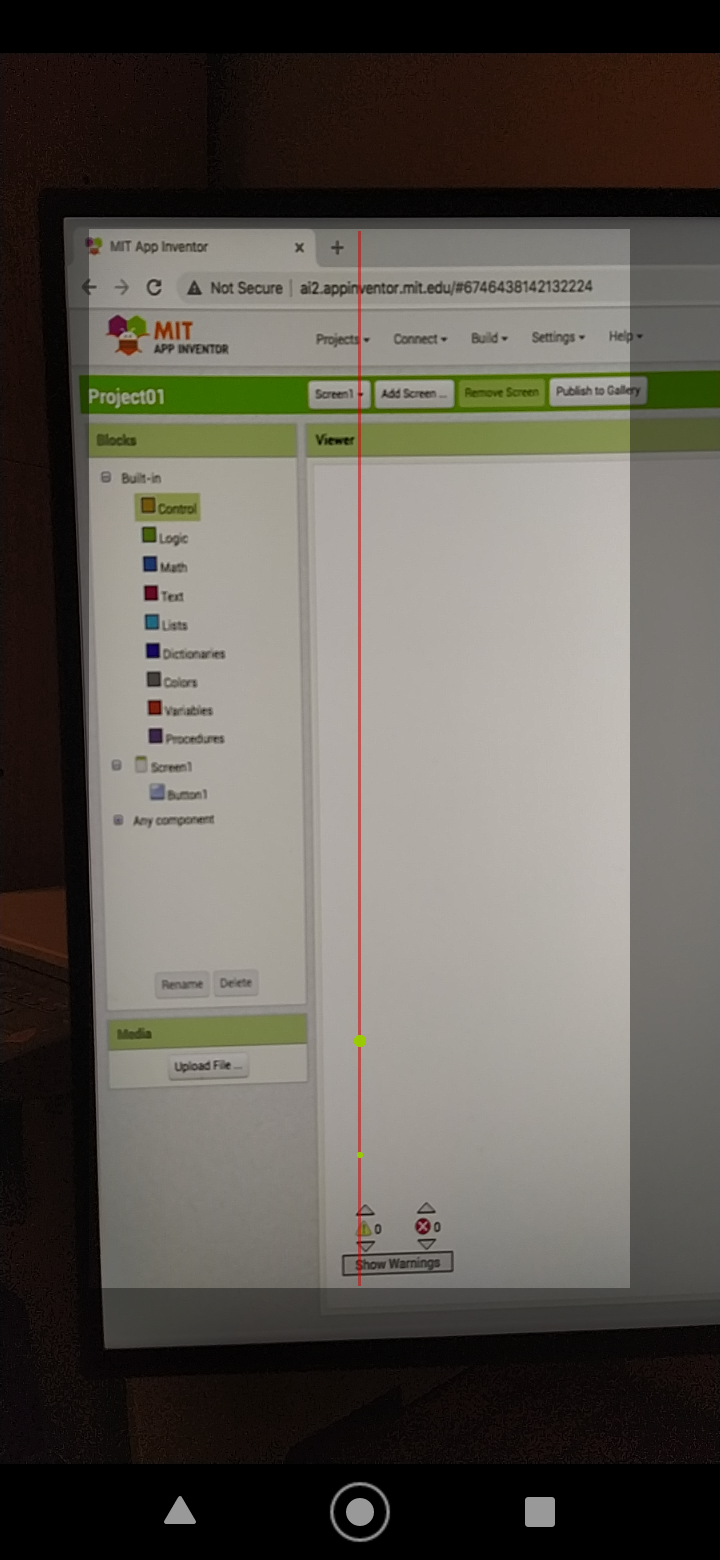 MIT App Inventor
Not Secure | ai2.appinventor.mit.edu/#6746438142132224
MIT
APP INVENTOR
Projects Connect Build Settings Help
Project01
Screen1 Add Screen ... Remove Screen Publish to Gallery
Blocks
Viewer
Built-in
Control
Logic
Math
Text
Lists
Dictionaries
Colors
Variables
Procedures
Screen1
Button1
Any component
Rename Delete
Media
Upload File ...
0 0
Show Warnings